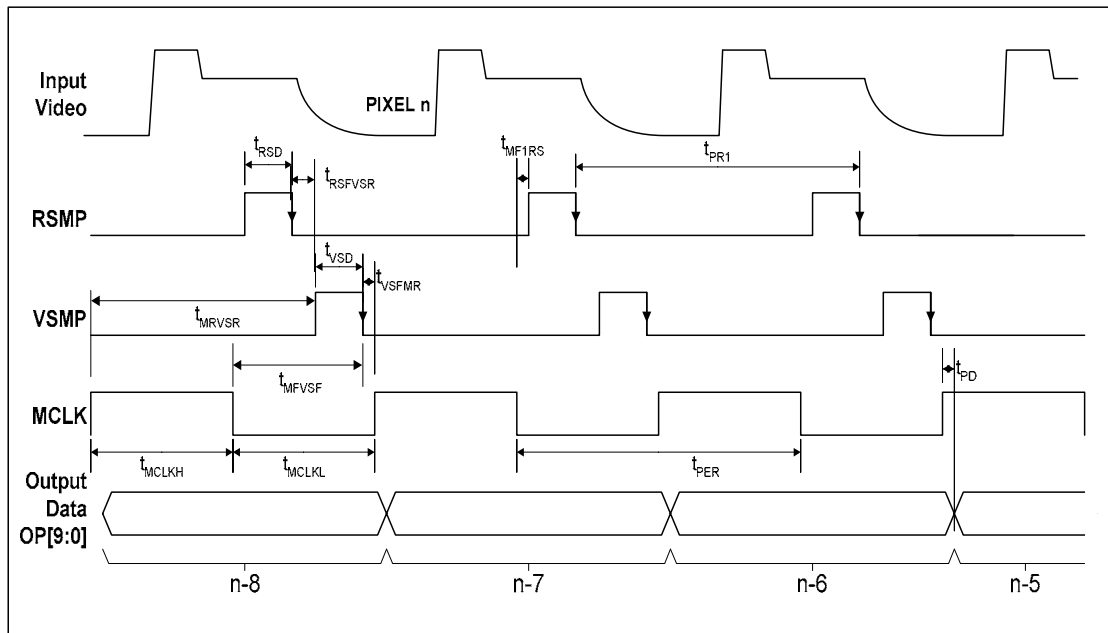 Input
Video
PIXEL n
tRSD
tRSFVSR
tMF1RS
tPR1
RSMP
tVSD
tVSFMR
tMRVSR
VSMP
tMFVSF
tPD
MCLK
tMCLKH
tMCLKL
tPER
Output
Data
OP[9:0]
n-8
n-7
n-6
n-5